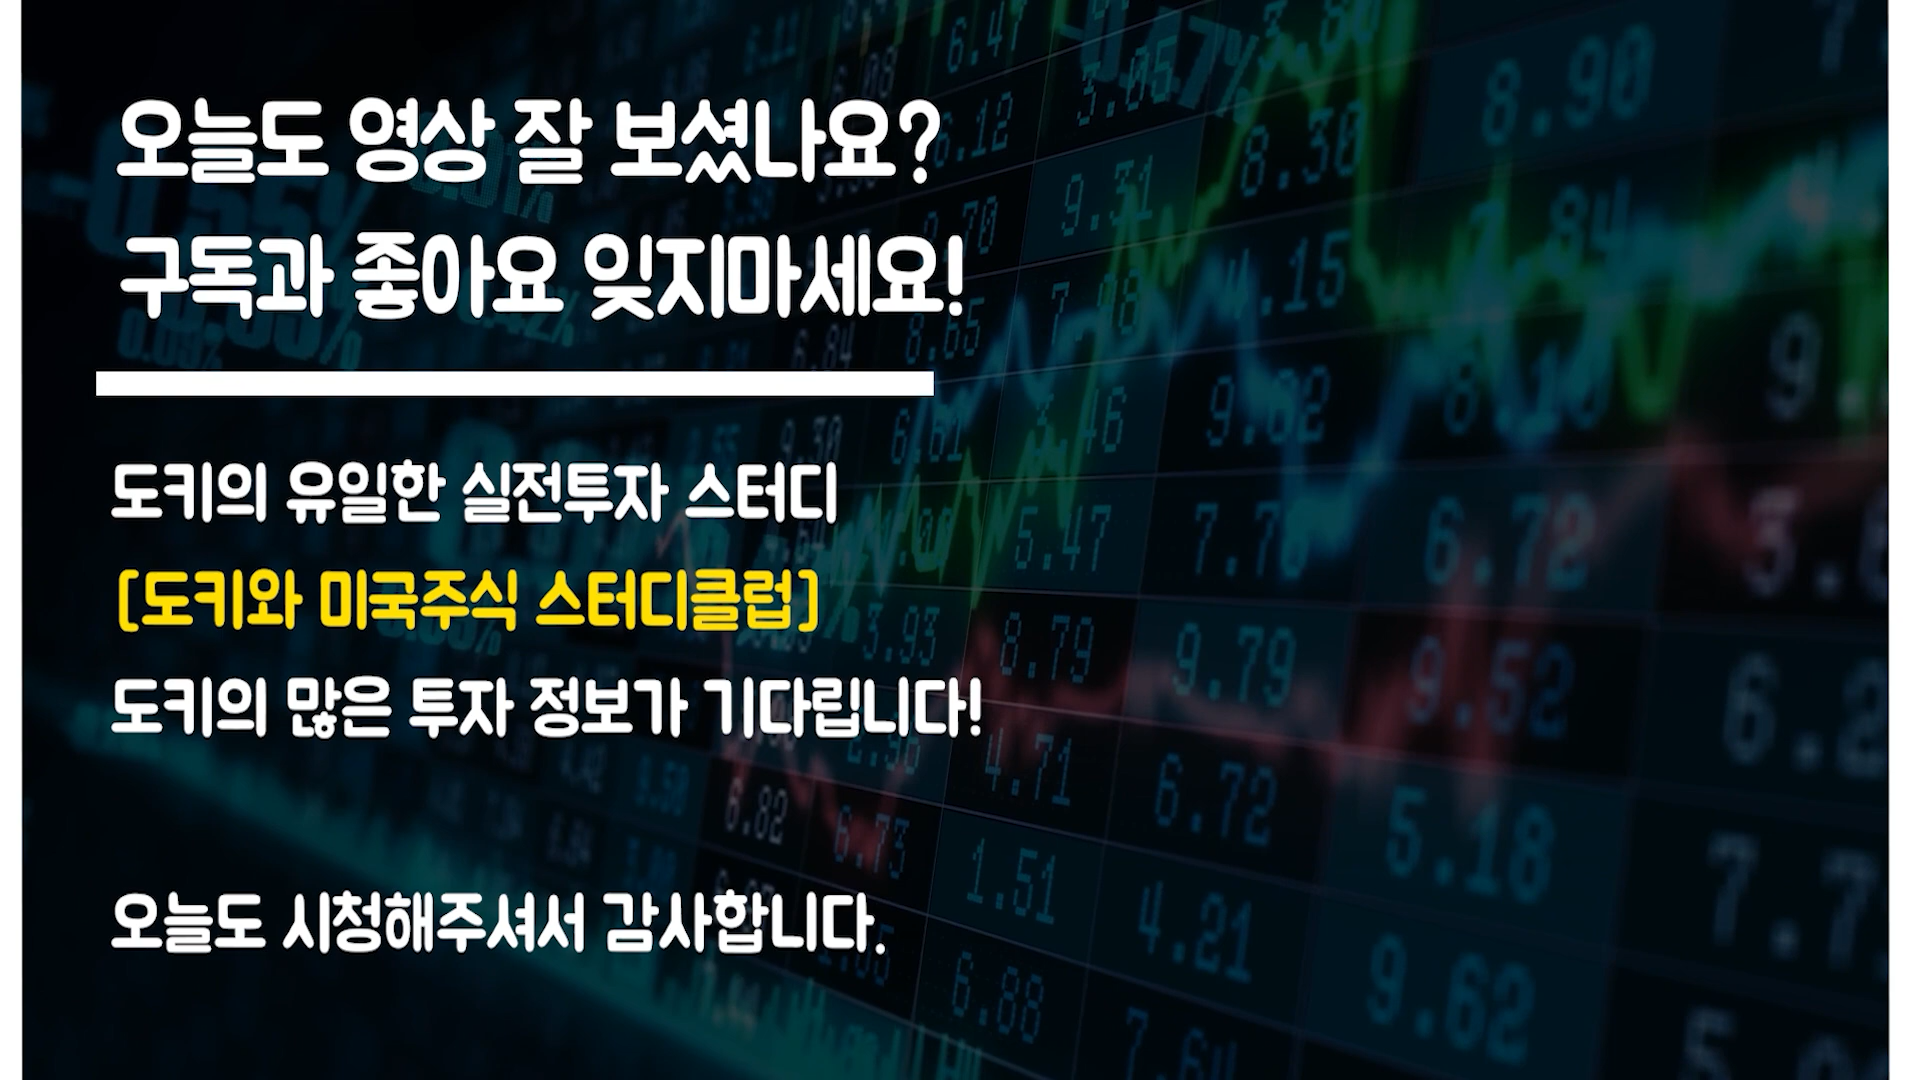 오늘도 영상 잘 보셨나요?
구독과 좋아요 잊지마세요!
도키의 유일한 실전투자 스터디
[도키와 미국주식 스터디클럽]
도키의 많은 투자 정보가 기다립니다!
오늘도 시청해주셔서 감사합니다.